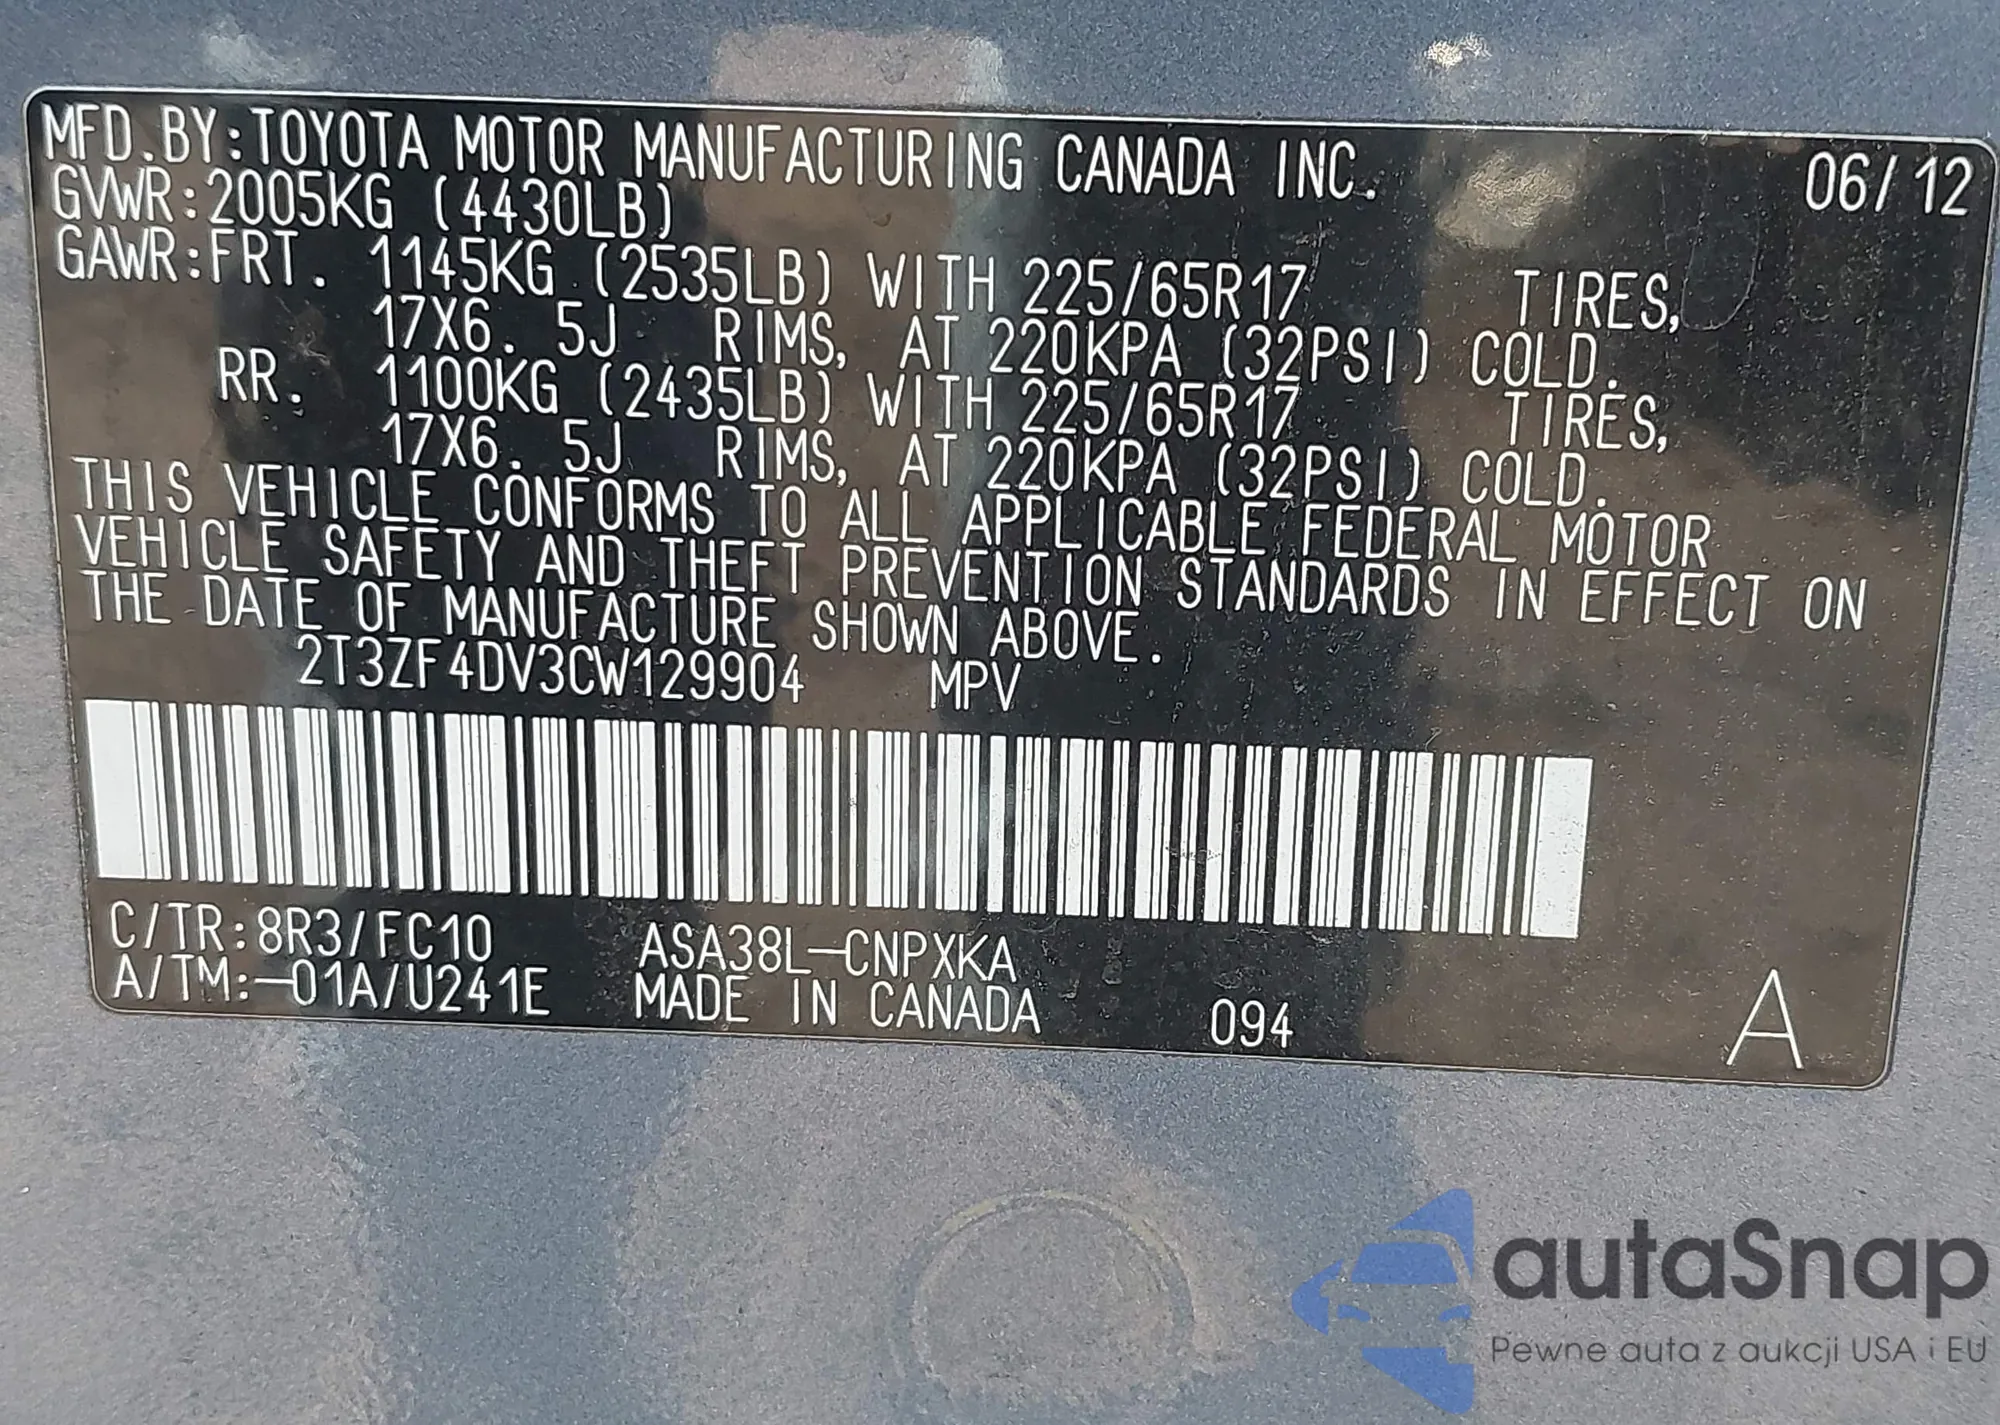 MFD.BY:TOYOTA MOTOR MANUFACTURING CANADA INC. 06/12
GVWR:2005KG (4430LB)
GAWR:FRT. 1145KG (2535LB) WITH 225/65R17 TIRES,
17X6.5J RIMS, AT 220KPA (32PSI) COLD.
RR. 1100KG (2435LB) WITH 225/65R17 TIRES,
17X6.5J RIMS, AT 220KPA (32PSI) COLD.
THIS VEHICLE CONFORMS TO ALL APPLICABLE FEDERAL MOTOR
VEHICLE SAFETY AND THEFT PREVENTION STANDARDS IN EFFECT ON
THE DATE OF MANUFACTURE SHOWN ABOVE.
2T3ZF4DV3CW129904 MPV
C/TR:8R3/FC10 ASA38L-CNPXKA
A/TM:-01A/U241E MADE IN CANADA 094 A
autaSnap
Pewne auta z aukcji USA i EU